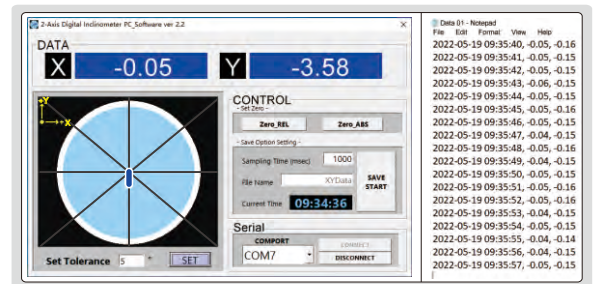 2-Axis Digital Inclinometer PC_Software ver 2.2
×
DATA
X -0.05 Y -3.58
+Y
+X
Set Tolerance 5 ° SET
CONTROL
- Set Zero -
Zero_REL Zero_ABS
- Save Option Setting -
Sampling Time (msec) 1000
File Name XYData
Current Time 09:34:36
SAVE START
Serial
COMPORT
COM7
CONNECT
DISCONNECT
Data 01 - Notepad
File Edit Format View Help
2022-05-19 09:35:40, -0.05, -0.16
2022-05-19 09:35:41, -0.05, -0.15
2022-05-19 09:35:42, -0.05, -0.15
2022-05-19 09:35:43, -0.06, -0.15
2022-05-19 09:35:44, -0.05, -0.15
2022-05-19 09:35:45, -0.05, -0.16
2022-05-19 09:35:46, -0.05, -0.15
2022-05-19 09:35:47, -0.04, -0.15
2022-05-19 09:35:48, -0.05, -0.16
2022-05-19 09:35:49, -0.04, -0.15
2022-05-19 09:35:50, -0.05, -0.15
2022-05-19 09:35:51, -0.05, -0.16
2022-05-19 09:35:52, -0.05, -0.16
2022-05-19 09:35:53, -0.04, -0.15
2022-05-19 09:35:54, -0.05, -0.15
2022-05-19 09:35:55, -0.04, -0.14
2022-05-19 09:35:56, -0.04, -0.15
2022-05-19 09:35:57, -0.05, -0.15